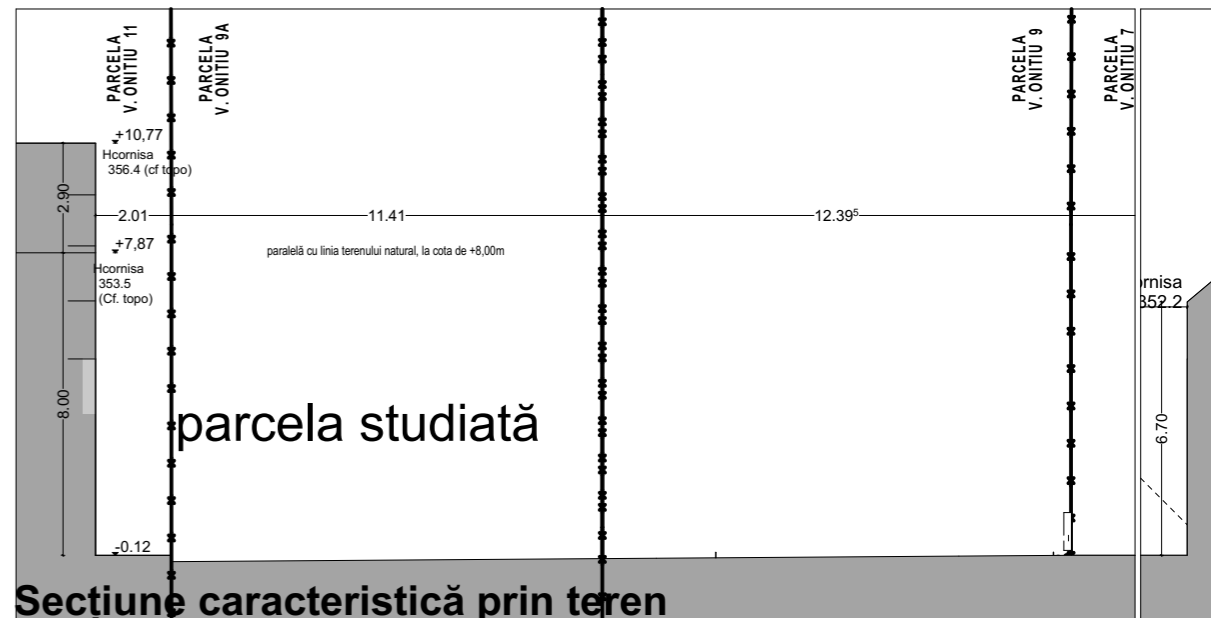 PARCELA
V. ONITIU 11
PARCELA
V. ONITIU 9A
PARCELA
V. ONITIU 9
PARCELA
V. ONITIU 7
+10,77
Hcornisa
356.4 (cf topo)
2.90
2.01
11.41
12.39⁵
+7,87
paralelă cu linia terenului natural, la cota de +8,00m
Hcornisa
353.5
(Cf. topo)
ornisa
352.2
8.00
parcela studiată
6.70
-0.12
Secțiune caracteristică prin teren